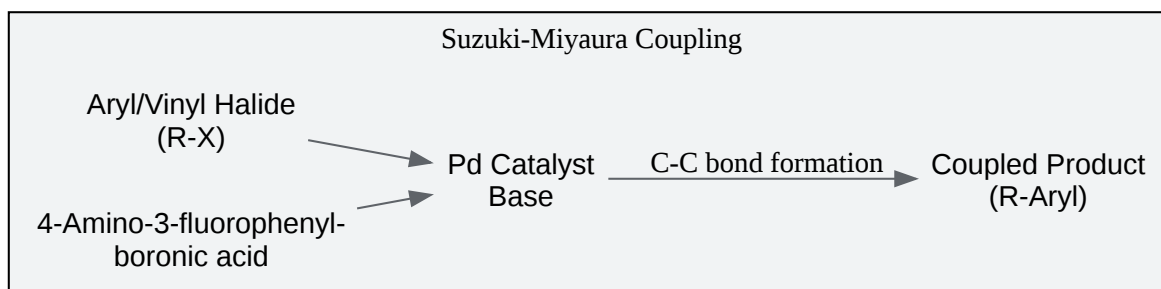 Suzuki-Miyaura Coupling
Aryl/Vinyl Halide
(R-X)
4-Amino-3-fluorophenyl-
boronic acid
Pd Catalyst
Base
C-C bond formation
Coupled Product
(R-Aryl)